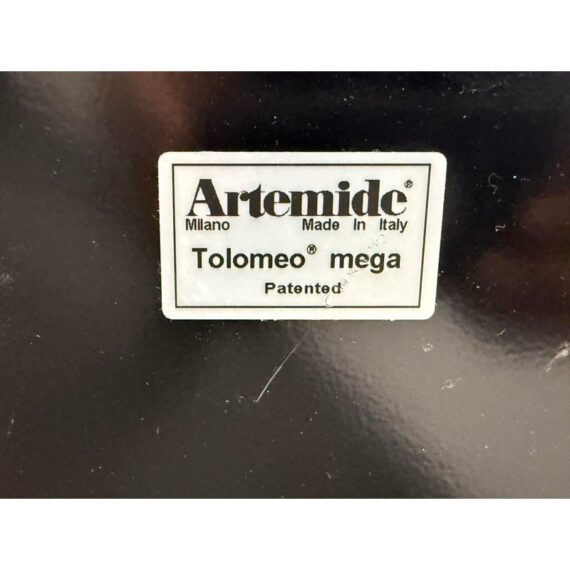 Artemide®
Milano Made In Italy
Tolomeo® mega
Patented